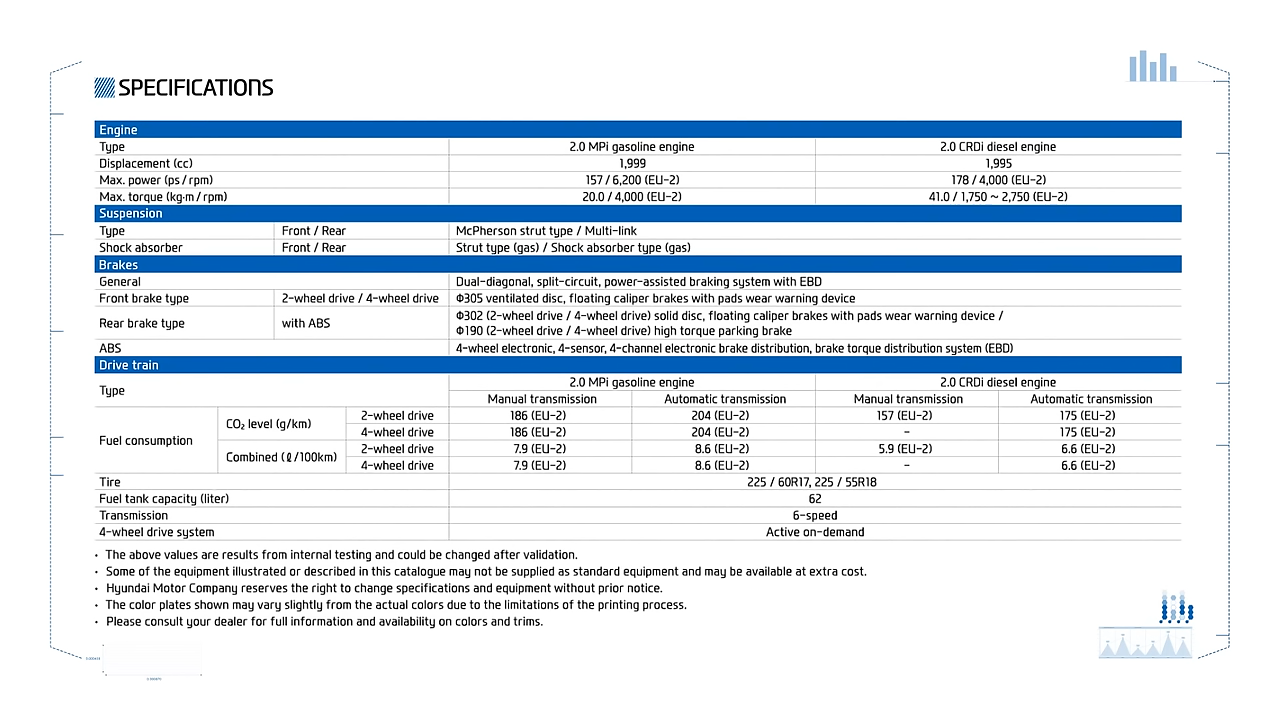 SPECIFICATIONS
Engine
Type 2.0 MPi gasoline engine 2.0 CRDi diesel engine
Displacement (cc) 1,999 1,995
Max. power (ps / rpm) 157 / 6,200 (EU-2) 178 / 4,000 (EU-2)
Max. torque (kg·m / rpm) 20.0 / 4,000 (EU-2) 41.0 / 1,750 ~ 2,750 (EU-2)
Suspension
Type Front / Rear McPherson strut type / Multi-link
Shock absorber Front / Rear Strut type (gas) / Shock absorber type (gas)
Brakes
General Dual-diagonal, split-circuit, power-assisted braking system with EBD
Front brake type 2-wheel drive / 4-wheel drive Φ305 ventilated disc, floating caliper brakes with pads wear warning device
Rear brake type with ABS Φ302 (2-wheel drive / 4-wheel drive) solid disc, floating caliper brakes with pads wear warning device /
Φ190 (2-wheel drive / 4-wheel drive) high torque parking brake
ABS 4-wheel electronic, 4-sensor, 4-channel electronic brake distribution, brake torque distribution system (EBD)
Drive train
Type 2.0 MPi gasoline engine 2.0 CRDi diesel engine
Manual transmission Automatic transmission Manual transmission Automatic transmission
Fuel consumption CO₂ level (g/km) 2-wheel drive 186 (EU-2) 204 (EU-2) 157 (EU-2) 175 (EU-2)
4-wheel drive 186 (EU-2) 204 (EU-2) - 175 (EU-2)
Combined (ℓ/100km) 2-wheel drive 7.9 (EU-2) 8.6 (EU-2) 5.9 (EU-2) 6.6 (EU-2)
4-wheel drive 7.9 (EU-2) 8.6 (EU-2) - 6.6 (EU-2)
Tire 225 / 60R17, 225 / 55R18
Fuel tank capacity (liter) 62
Transmission 6-speed
4-wheel drive system Active on-demand
• The above values are results from internal testing and could be changed after validation.
• Some of the equipment illustrated or described in this catalogue may not be supplied as standard equipment and may be available at extra cost.
• Hyundai Motor Company reserves the right to change specifications and equipment without prior notice.
• The color plates shown may vary slightly from the actual colors due to the limitations of the printing process.
• Please consult your dealer for full information and availability on colors and trims.